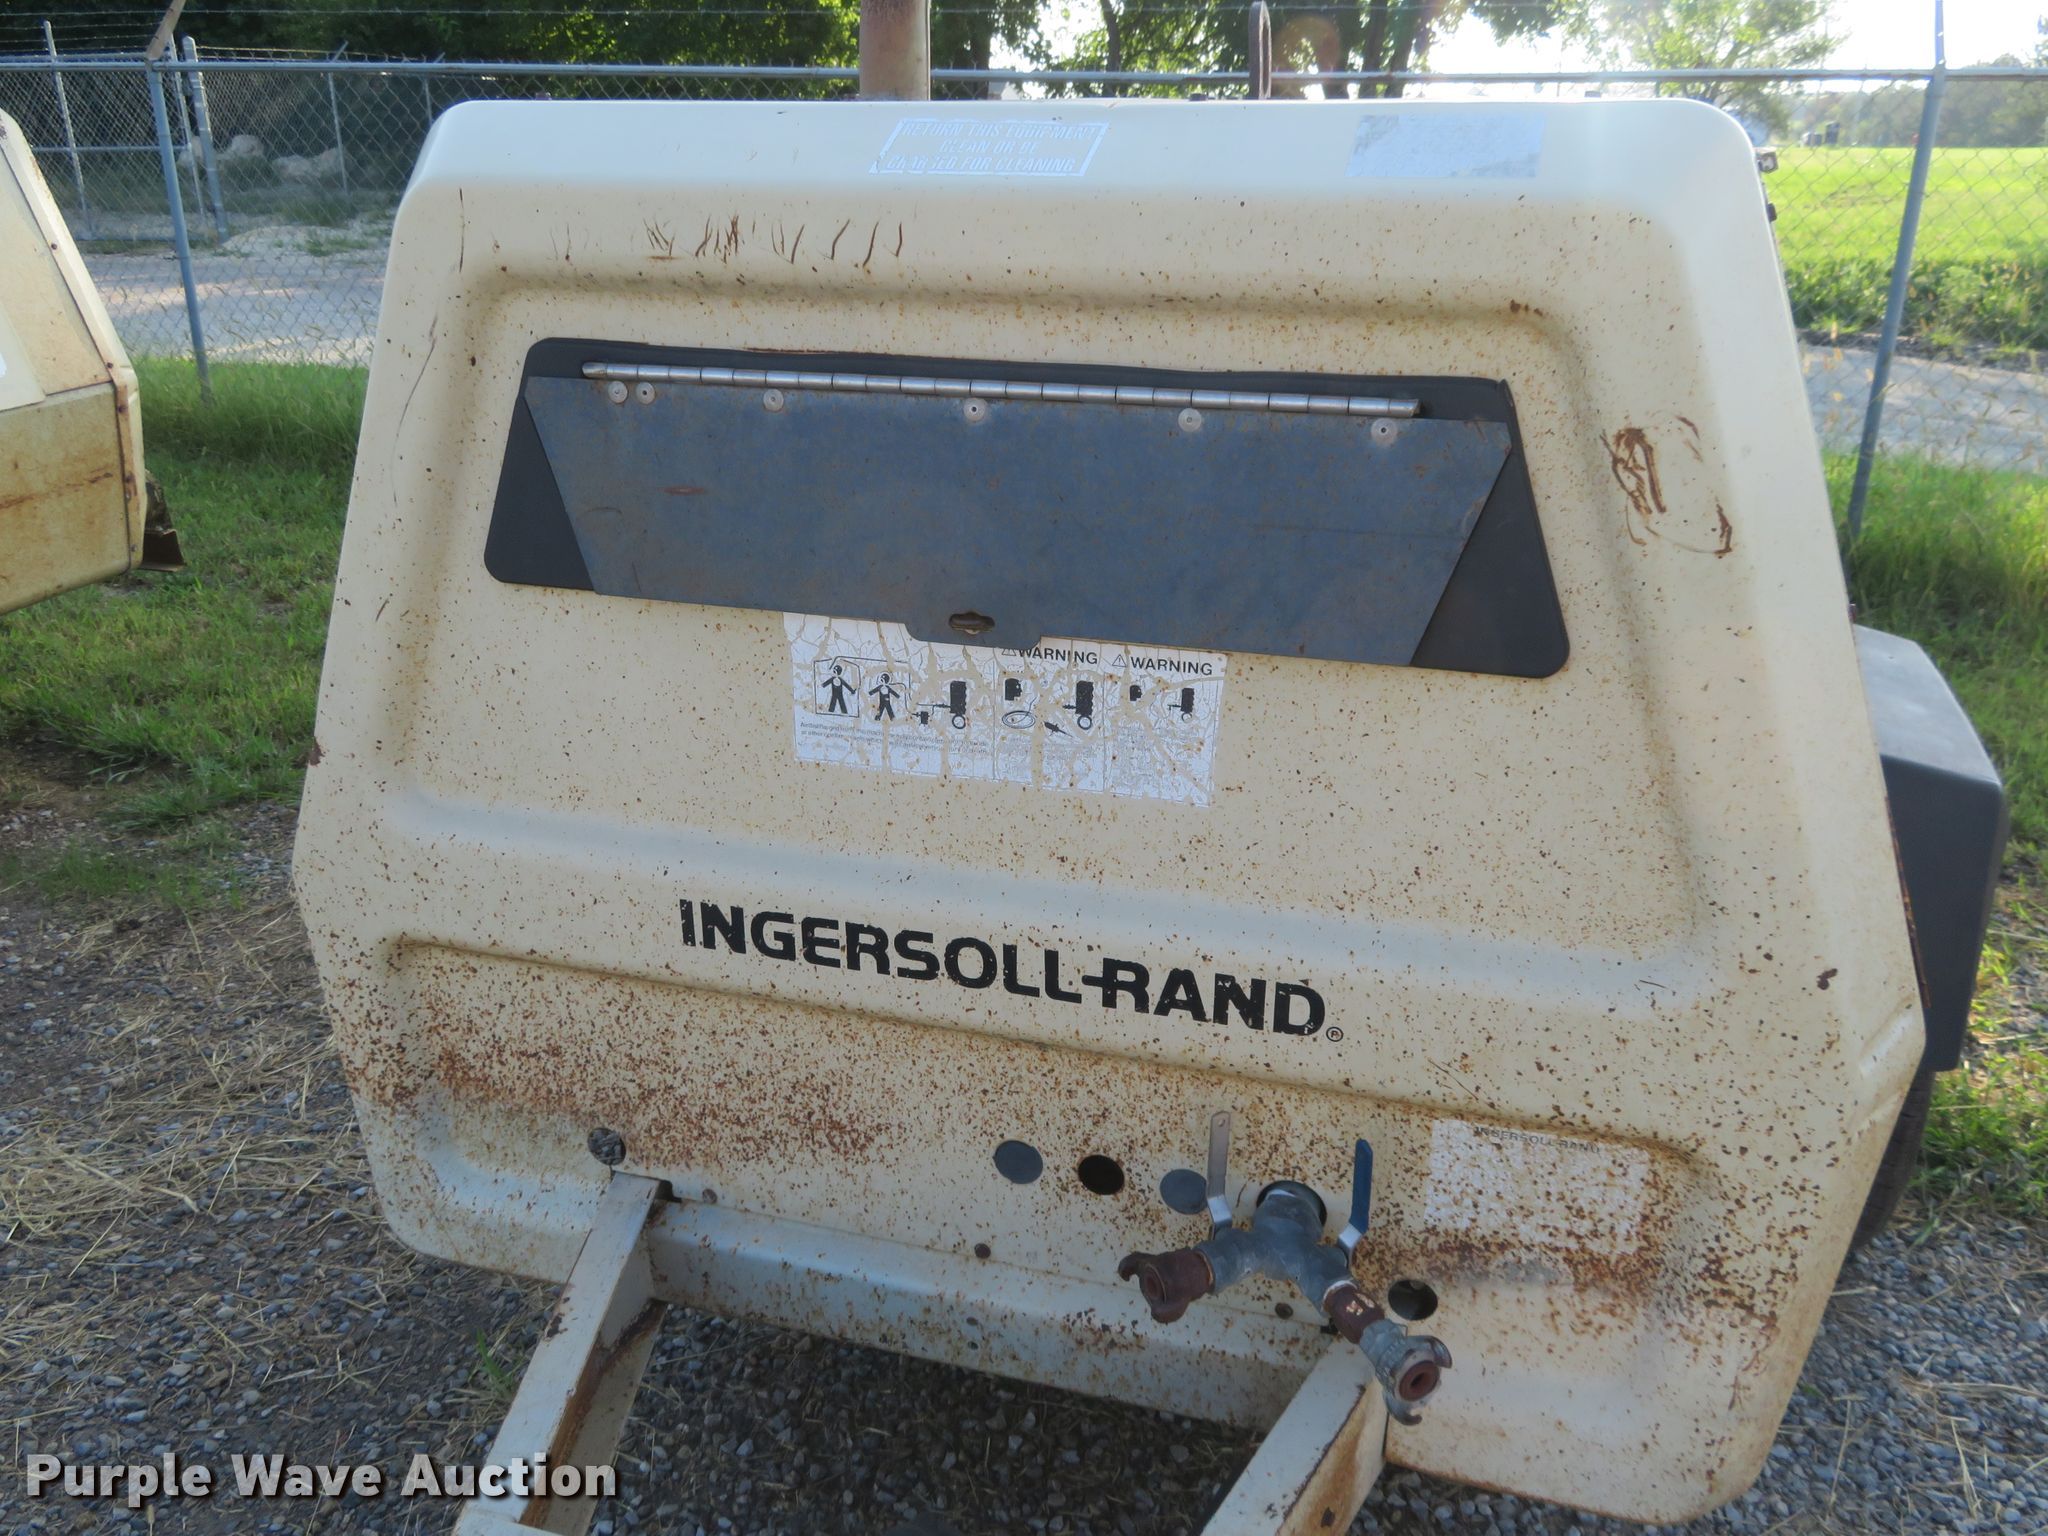 RETURN THIS EQUIPMENT
CLEAN OR BE
CHARGED FOR CLEANING
⚠WARNING ⚠WARNING
INGERSOLL-RAND®
INGERSOLL-RAND
Purple Wave Auction